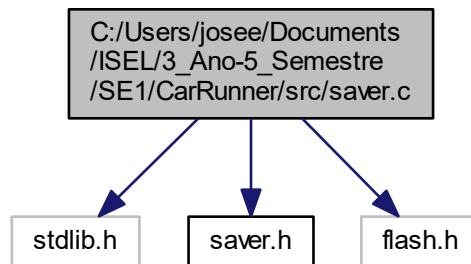 C:/Users/josee/Documents
/ISEL/3_Ano-5_Semestre
/SE1/CarRunner/src/saver.c
stdlib.h
saver.h
flash.h